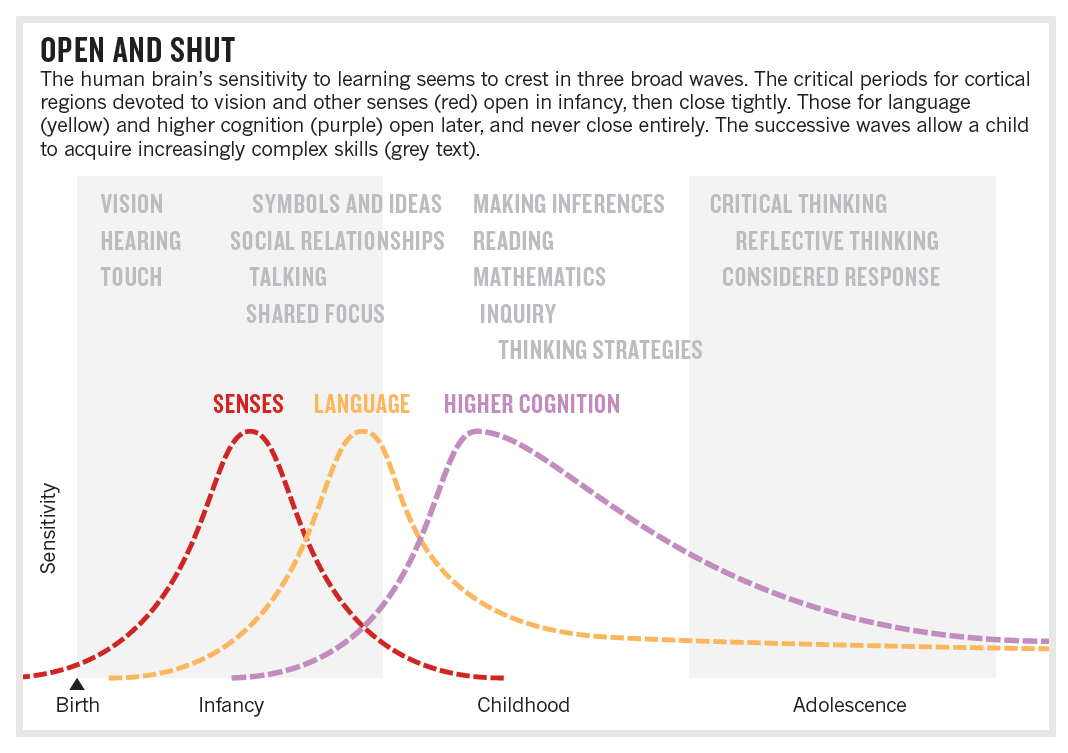 OPEN AND SHUT
The human brain’s sensitivity to learning seems to crest in three broad waves. The critical periods for cortical
regions devoted to vision and other senses (red) open in infancy, then close tightly. Those for language
(yellow) and higher cognition (purple) open later, and never close entirely. The successive waves allow a child
to acquire increasingly complex skills (grey text).
VISION
HEARING
TOUCH
SYMBOLS AND IDEAS
SOCIAL RELATIONSHIPS
TALKING
SHARED FOCUS
MAKING INFERENCES
READING
MATHEMATICS
INQUIRY
THINKING STRATEGIES
CRITICAL THINKING
REFLECTIVE THINKING
CONSIDERED RESPONSE
SENSES
LANGUAGE
HIGHER COGNITION
Sensitivity
Birth
Infancy
Childhood
Adolescence